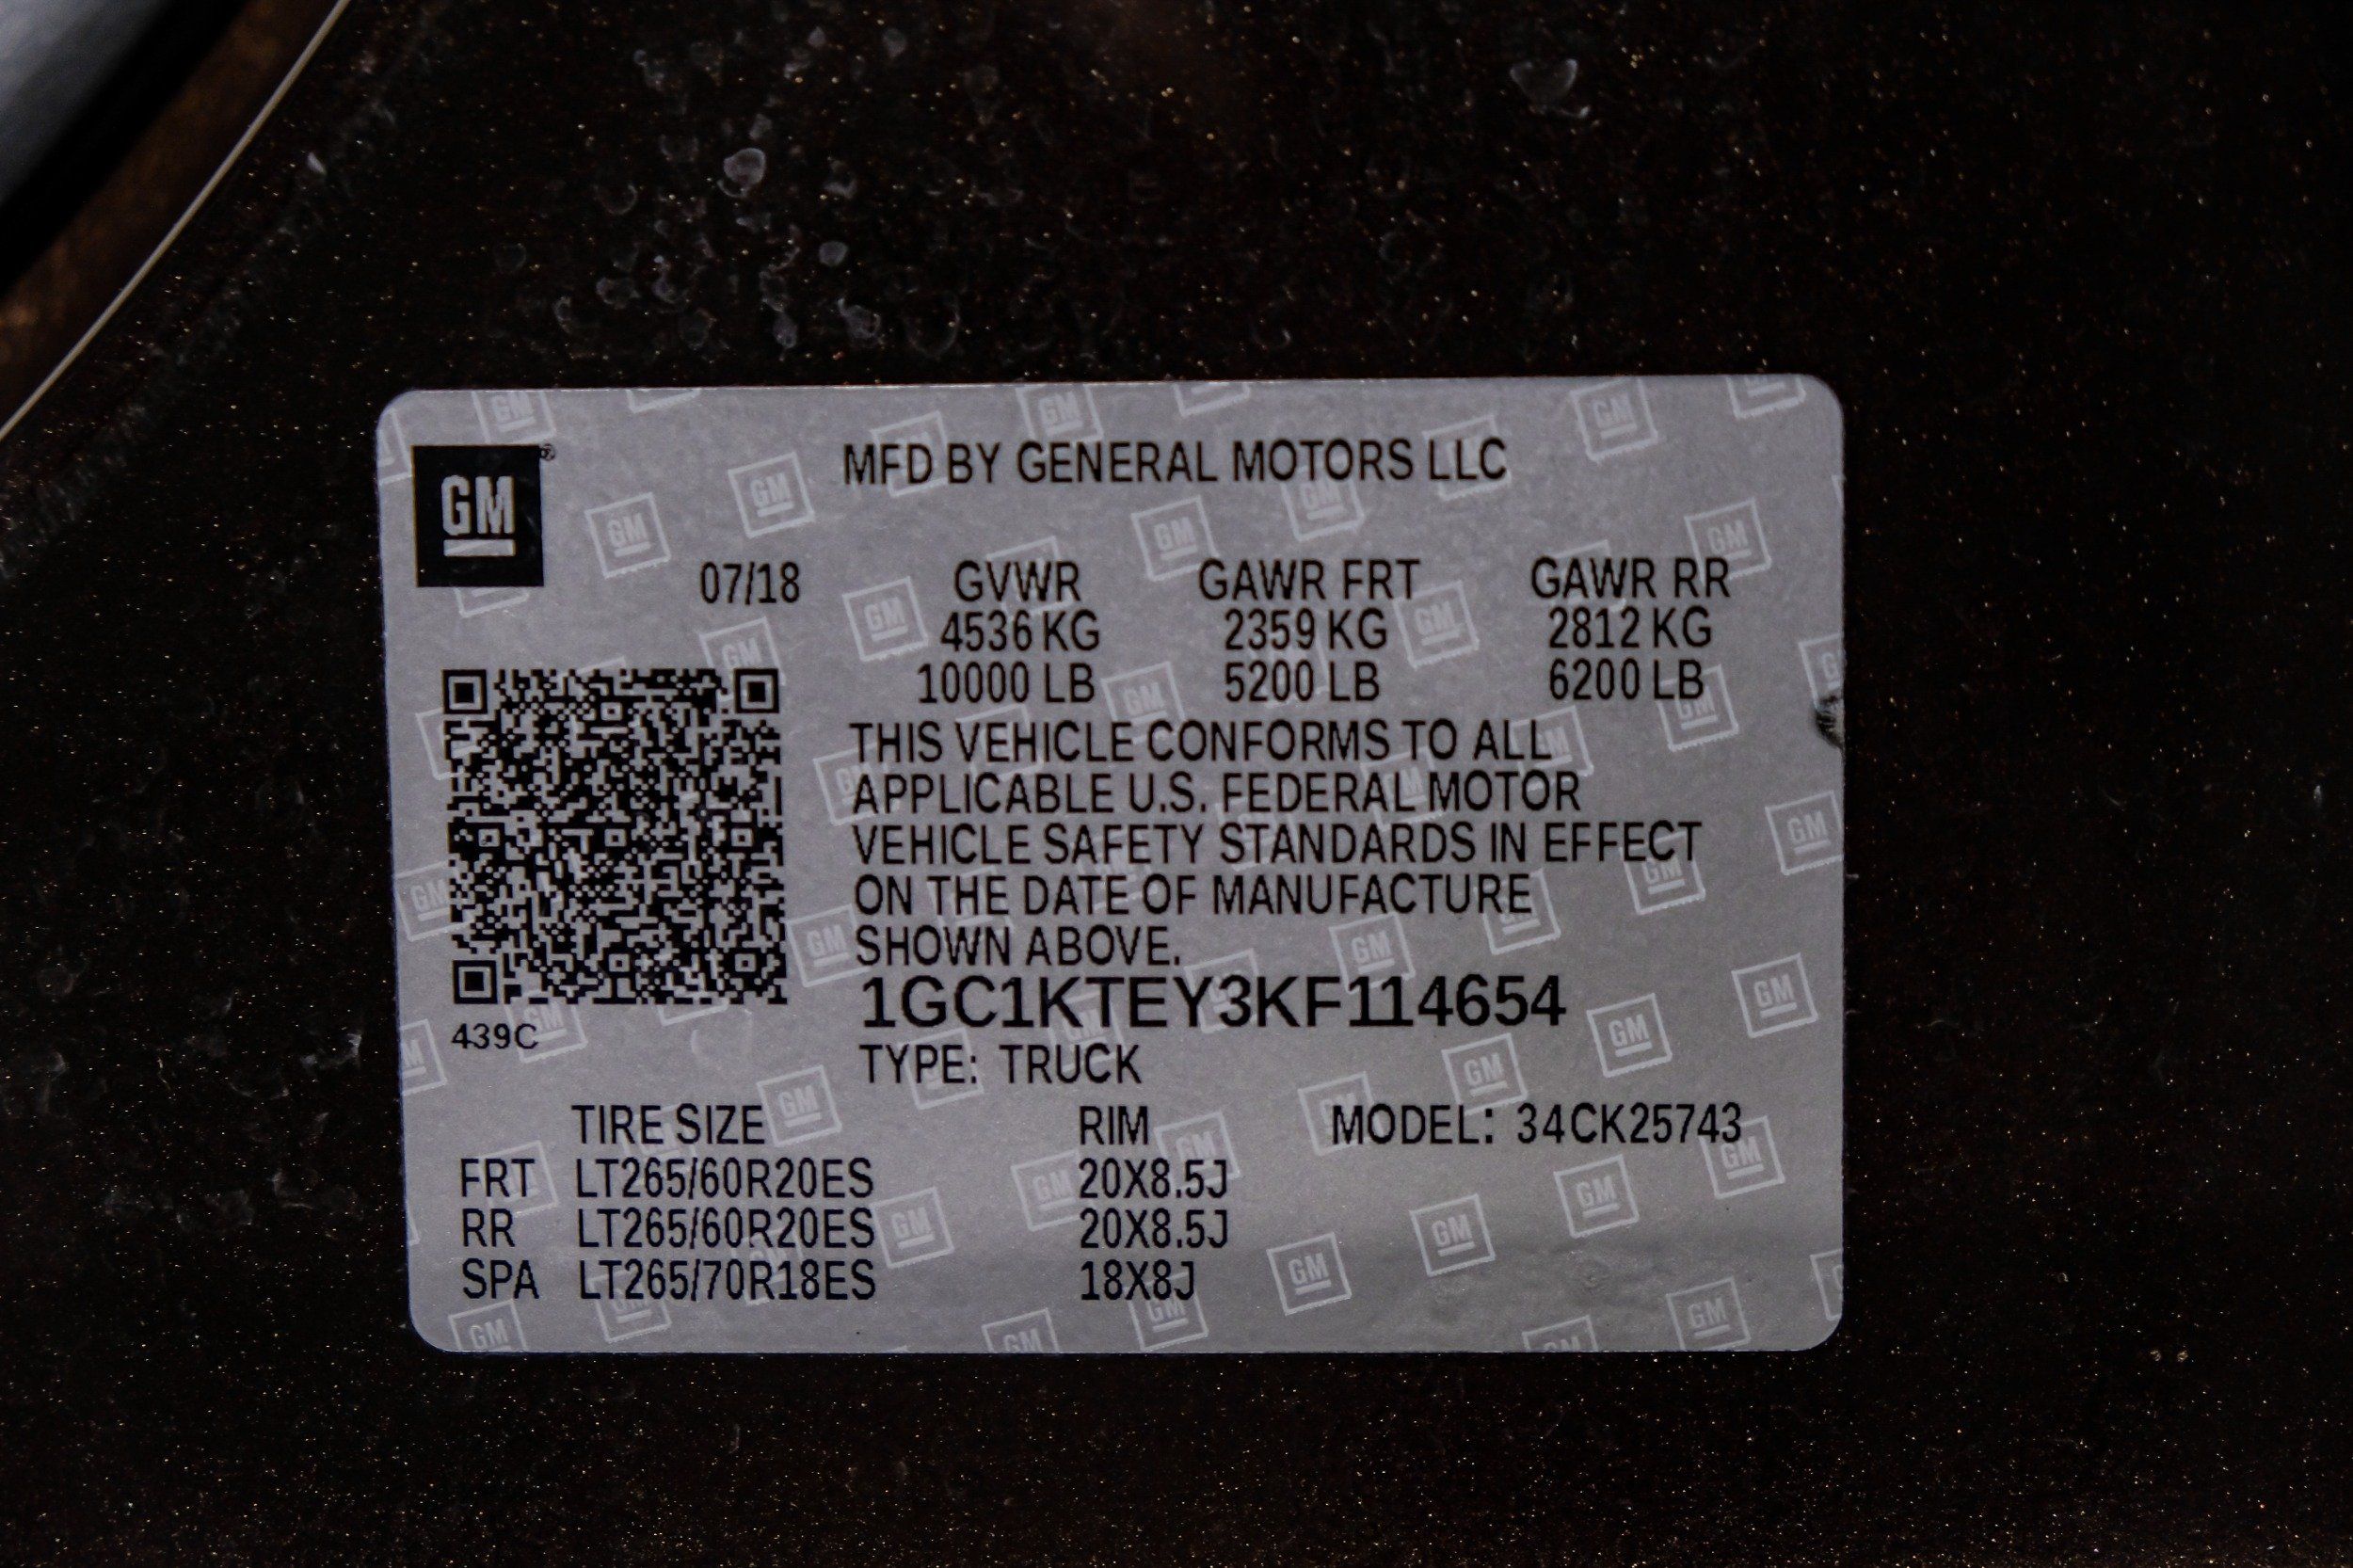 GM
MFD BY GENERAL MOTORS LLC
07/18 GVWR GAWR FRT GAWR RR
4536 KG 2359 KG 2812 KG
10000 LB 5200 LB 6200 LB
THIS VEHICLE CONFORMS TO ALL
APPLICABLE U.S. FEDERAL MOTOR
VEHICLE SAFETY STANDARDS IN EFFECT
ON THE DATE OF MANUFACTURE
SHOWN ABOVE.
1GC1KTEY3KF114654
439C
TYPE: TRUCK
TIRE SIZE RIM MODEL: 34CK25743
FRT LT265/60R20ES 20X8.5J
RR LT265/60R20ES 20X8.5J
SPA LT265/70R18ES 18X8J